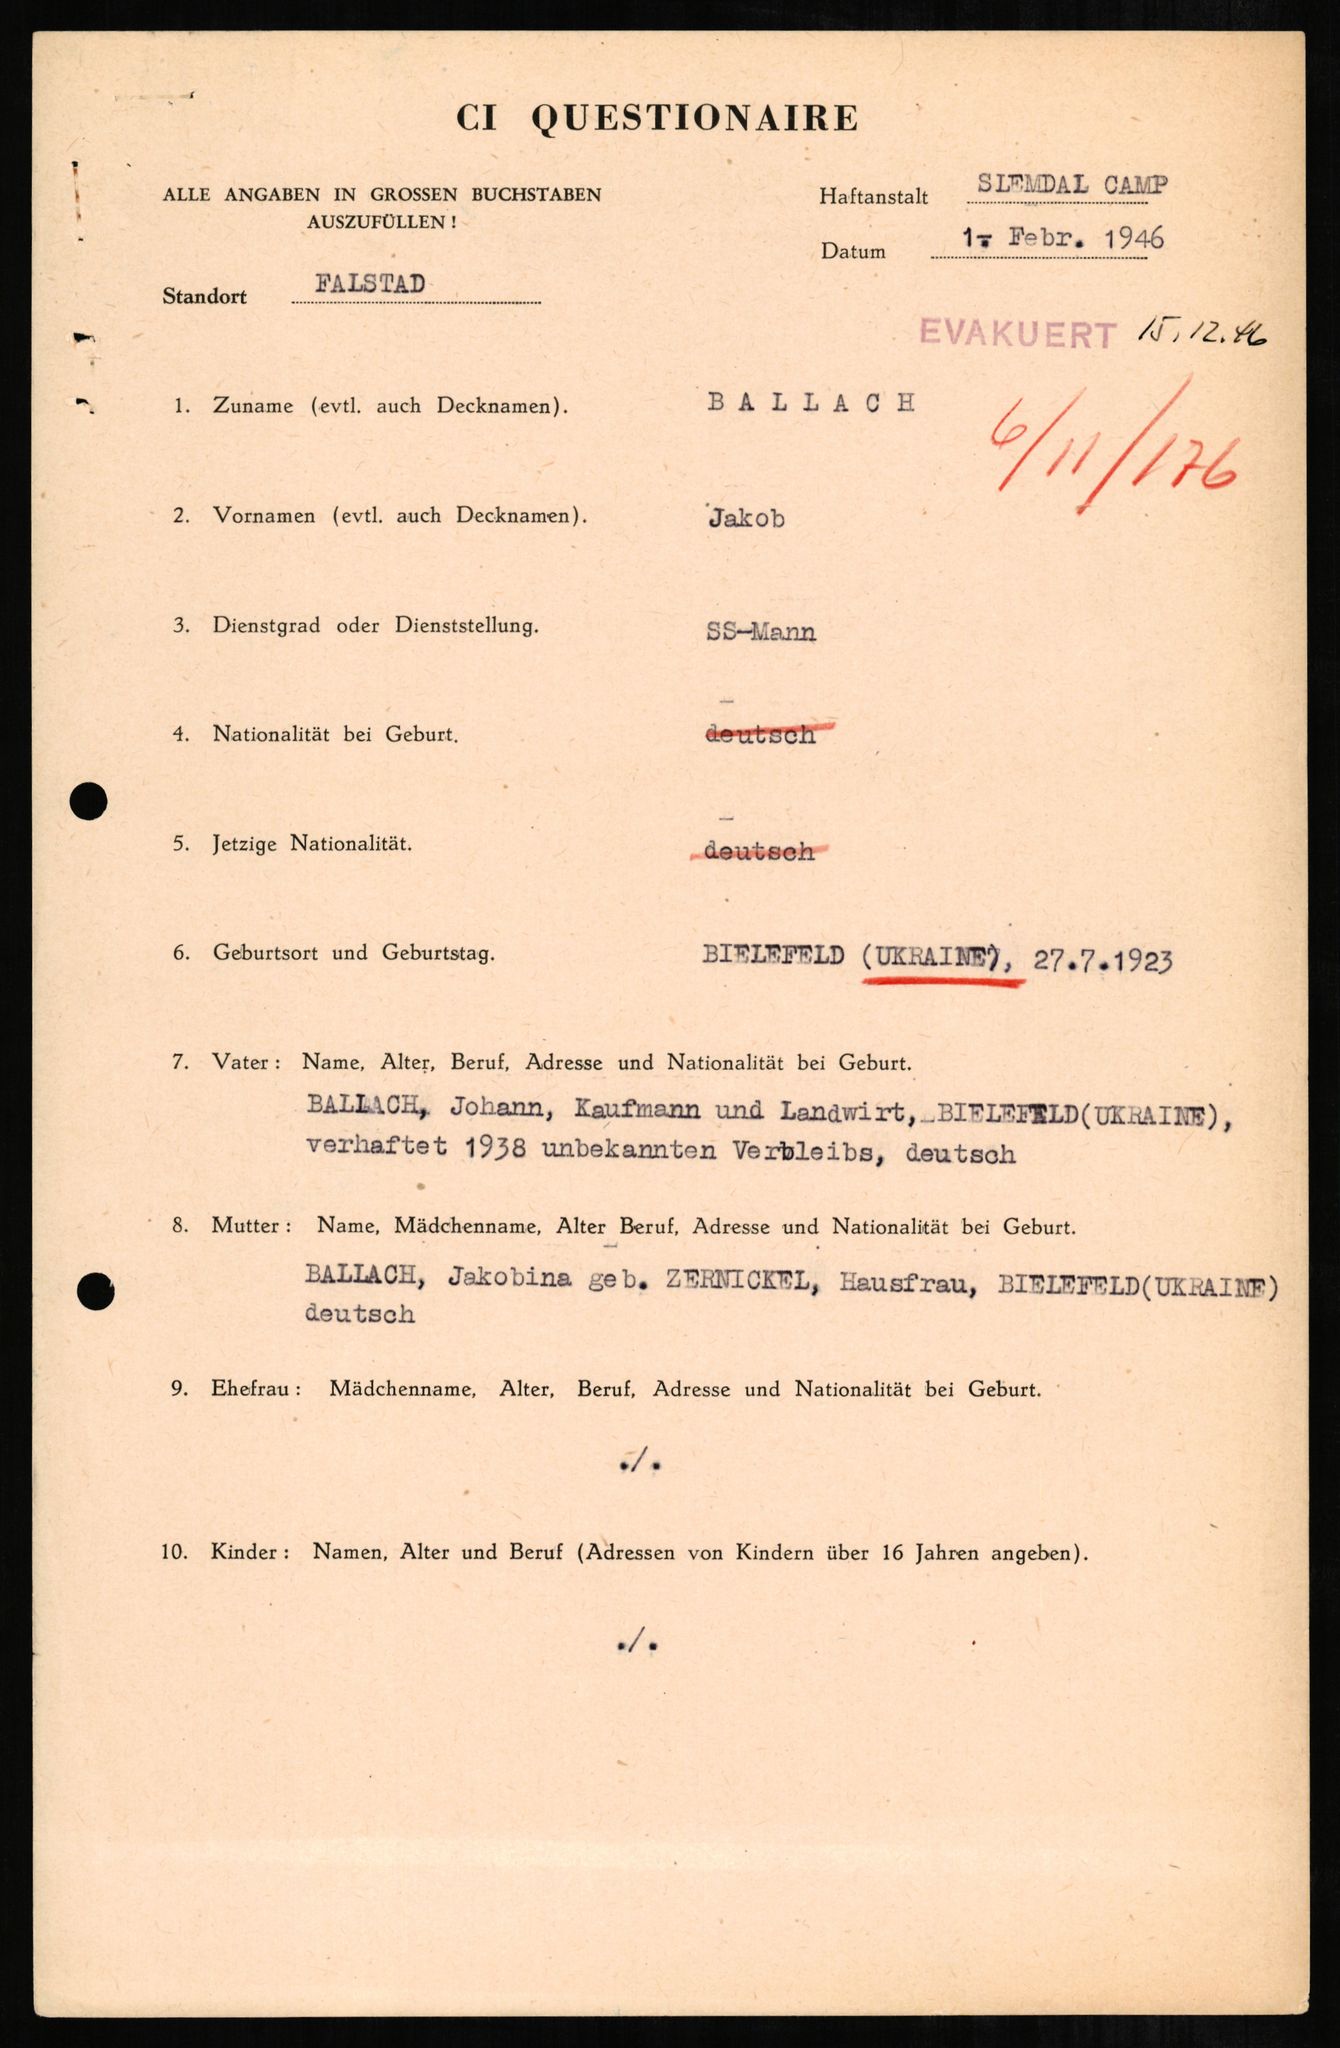 CI QUESTIONAIRE
ALLE ANGABEN IN GROSSEN BUCHSTABEN
AUSZUFÜLLEN!
Haftanstalt SLEMDAL CAMP
Datum 1. Febr. 1946
Standort FALSTAD
EVAKUERT 15.12.46
1. Zuname (evtl. auch Decknamen). BALLACH
6/11/176
2. Vornamen (evtl. auch Decknamen). Jakob
3. Dienstgrad oder Dienststellung. SS-Mann
4. Nationalität bei Geburt. deutsch
5. Jetzige Nationalität. deutsch
6. Geburtsort und Geburtstag. BIELEFELD (UKRAINE), 27.7.1923
7. Vater: Name, Alter, Beruf, Adresse und Nationalität bei Geburt.
BALLACH, Johann, Kaufmann und Landwirt, BIELEFELD(UKRAINE),
verhaftet 1938 unbekannten Verbleibs, deutsch
8. Mutter: Name, Mädchenname, Alter Beruf, Adresse und Nationalität bei Geburt.
BALLACH, Jakobina geb. ZERNICKEL, Hausfrau, BIELEFELD(UKRAINE)
deutsch
9. Ehefrau: Mädchenname, Alter, Beruf, Adresse und Nationalität bei Geburt.
./.
10. Kinder: Namen, Alter und Beruf (Adressen von Kindern über 16 Jahren angeben).
./.